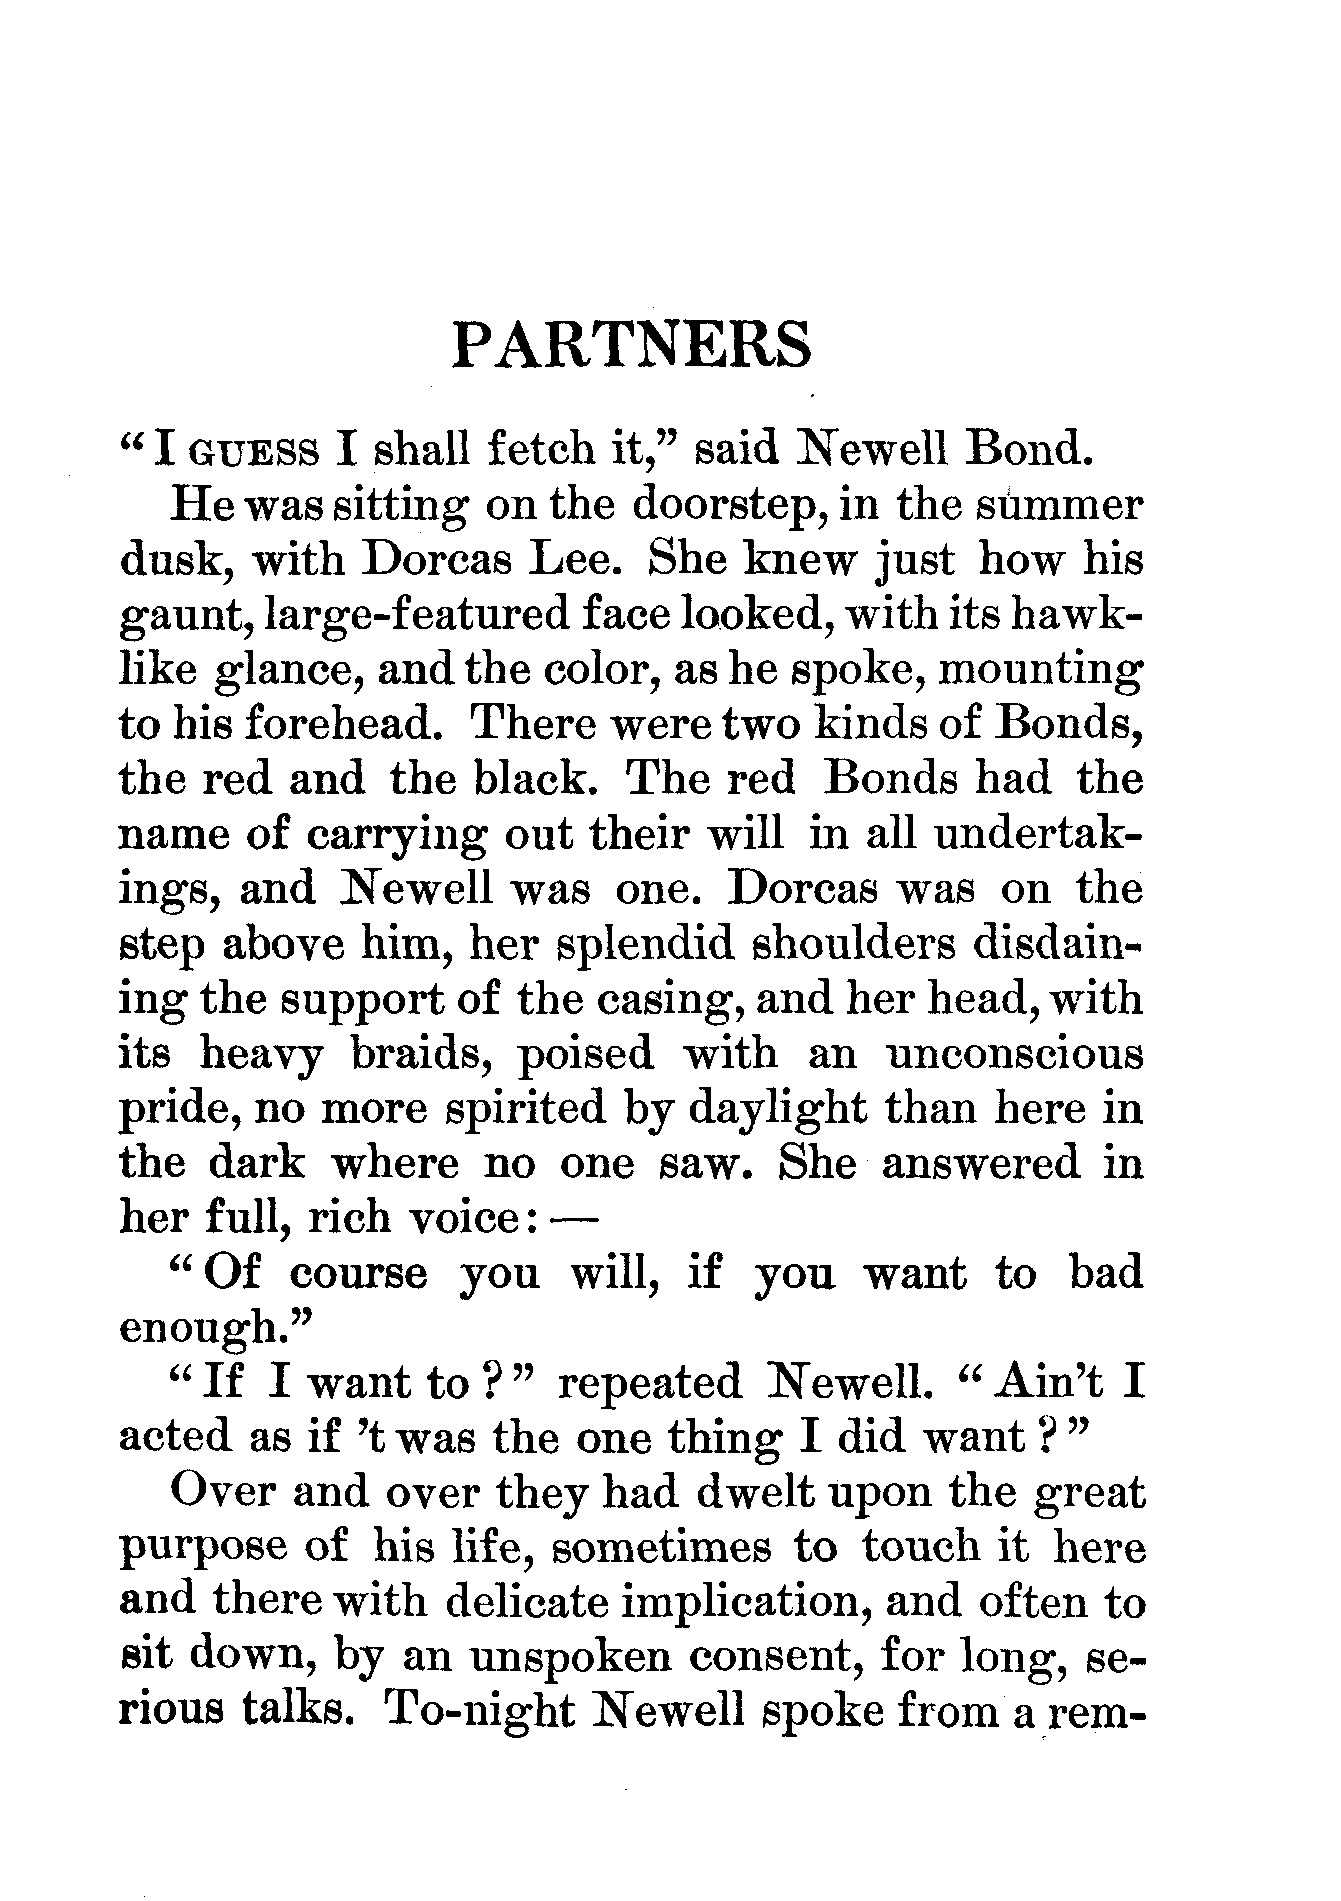 PARTNERS
“ I GUESS I shall fetch it,” said Newell Bond.
He was sitting on the doorstep, in the summer
dusk, with Dorcas Lee. She knew just how his
gaunt, large-featured face looked, with its hawk-
like glance, and the color, as he spoke, mounting
to his forehead. There were two kinds of Bonds,
the red and the black. The red Bonds had the
name of carrying out their will in all undertak-
ings, and Newell was one. Dorcas was on the
step above him, her splendid shoulders disdain-
ing the support of the casing, and her head, with
its heavy braids, poised with an unconscious
pride, no more spirited by daylight than here in
the dark where no one saw. She answered in
her full, rich voice: —
“ Of course you will, if you want to bad
enough.”
“ If I want to ? ” repeated Newell. “ Ain’t I
acted as if ’t was the one thing I did want ? ”
Over and over they had dwelt upon the great
purpose of his life, sometimes to touch it here
and there with delicate implication, and often to
sit down, by an unspoken consent, for long, se-
rious talks. To-night Newell spoke from a rem-